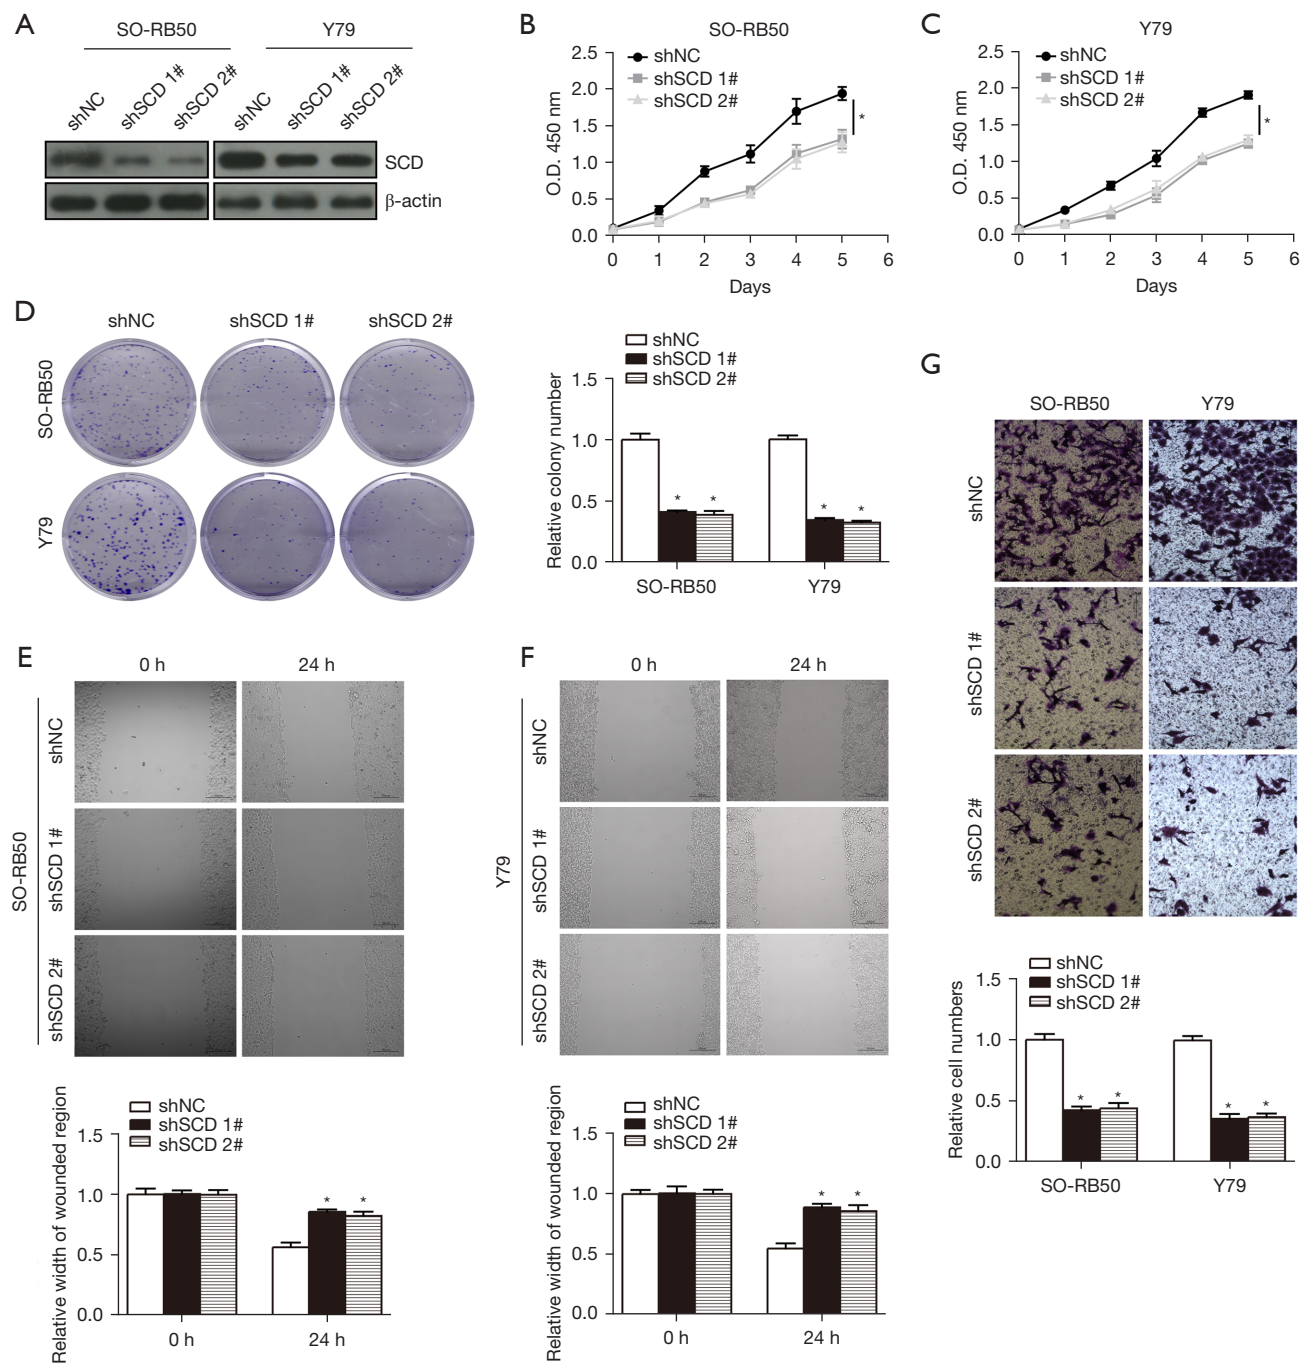 A
SO-RB50
Y79
shNC
shSCD 1#
shSCD 2#
shNC
shSCD 1#
shSCD 2#
SCD
β-actin
B
SO-RB50
shNC
shSCD 1#
shSCD 2#
O.D. 450 nm
2.5
2.0
1.5
1.0
0.5
0.0
*
0 1 2 3 4 5 6
Days
C
Y79
shNC
shSCD 1#
shSCD 2#
O.D. 450 nm
2.5
2.0
1.5
1.0
0.5
0.0
*
0 1 2 3 4 5 6
Days
D
shNC
shSCD 1#
shSCD 2#
SO-RB50
Y79
shNC
shSCD 1#
shSCD 2#
Relative colony number
1.5
1.0
0.5
0.0
* *
* *
SO-RB50
Y79
E
0 h
24 h
SO-RB50
shNC
shSCD 1#
shSCD 2#
shNC
shSCD 1#
shSCD 2#
Relative width of wounded region
1.5
1.0
0.5
0.0
* *
0 h
24 h
F
0 h
24 h
Y79
shNC
shSCD 1#
shSCD 2#
shNC
shSCD 1#
shSCD 2#
Relative width of wounded region
1.5
1.0
0.5
0.0
* *
0 h
24 h
G
SO-RB50
Y79
shNC
shSCD 1#
shSCD 2#
shNC
shSCD 1#
shSCD 2#
Relative cell numbers
1.5
1.0
0.5
0.0
* *
* *
SO-RB50
Y79